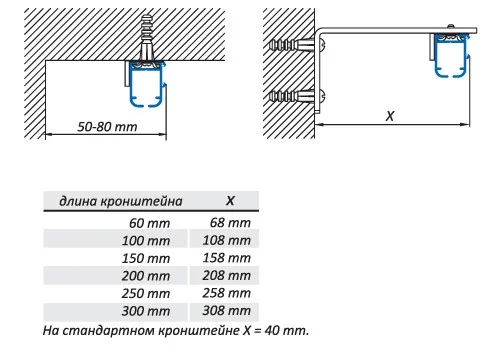 50-80 mm
X
длина кронштейна X
60 mm 68 mm
100 mm 108 mm
150 mm 158 mm
200 mm 208 mm
250 mm 258 mm
300 mm 308 mm
На стандартном кронштейне X = 40 mm.